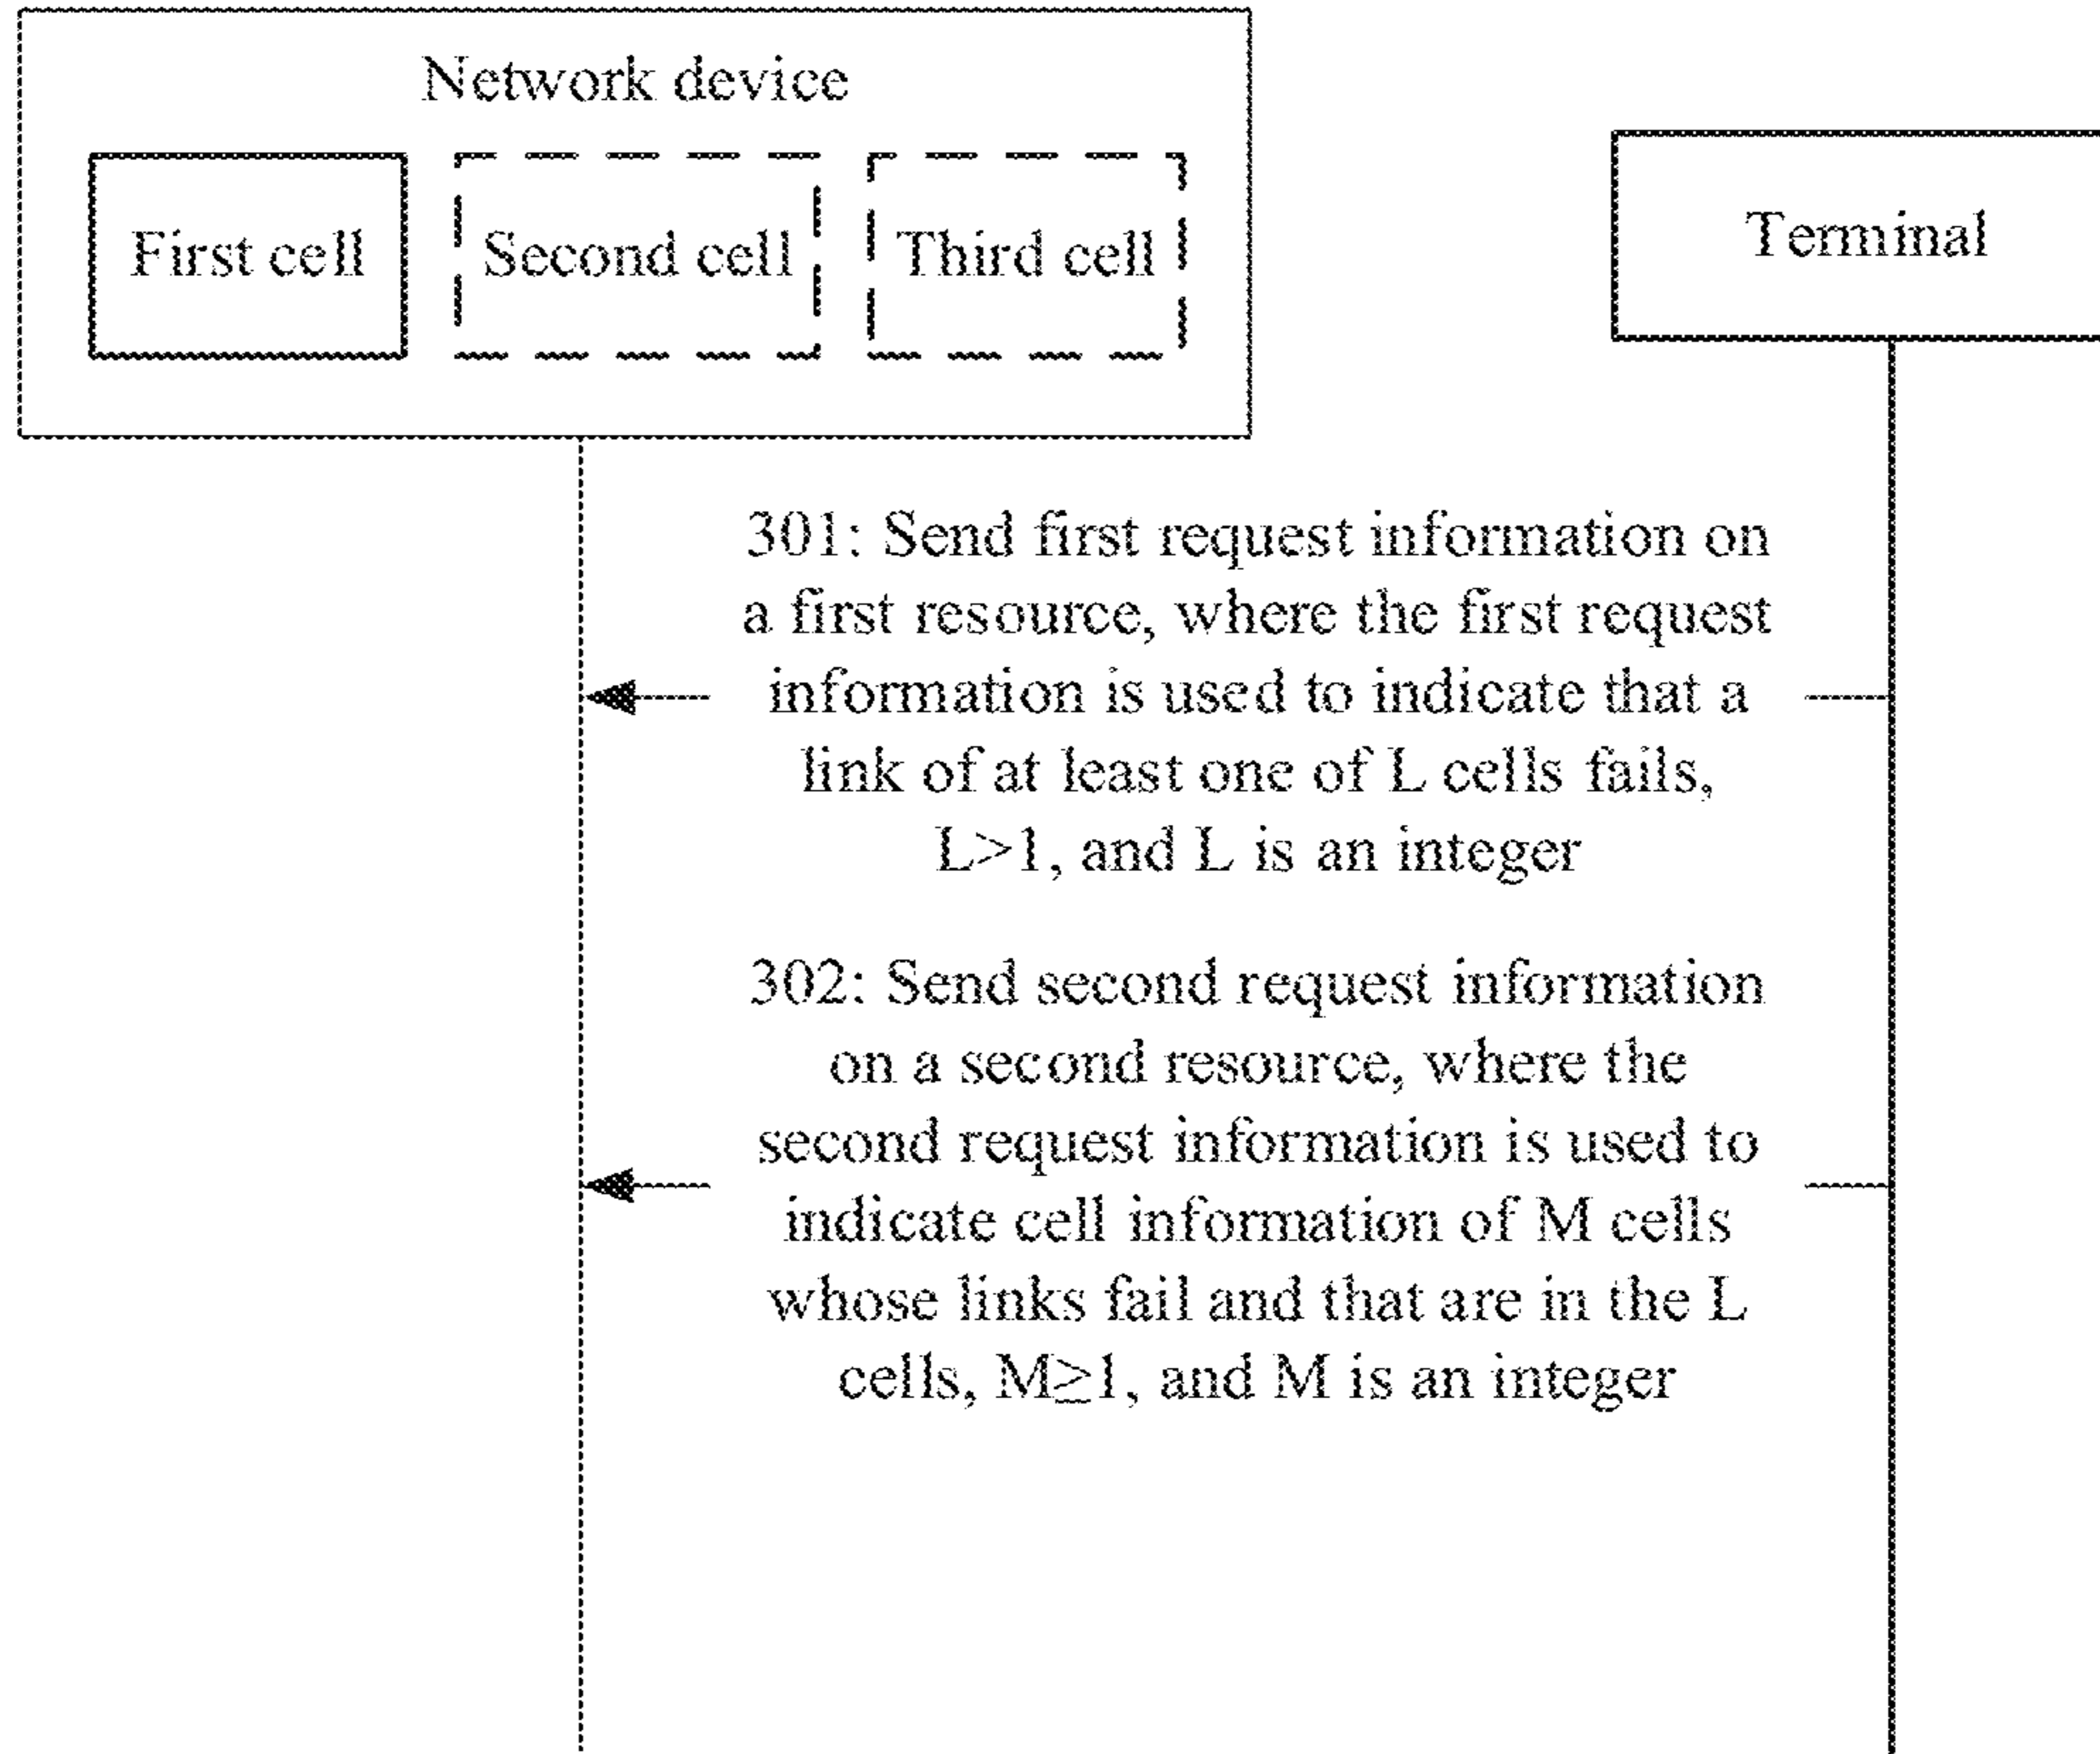 Network device
First cell
Second cell
Third cell
Terminal
301: Send first request information on
a first resource, where the first request
information is used to indicate that a
link of at least one of L cells fails,
L>1, and L is an integer
302: Send second request information
on a second resource, where the
second request information is used to
indicate cell information of M cells
whose links fail and that are in the L
cells, M≥1, and M is an integer